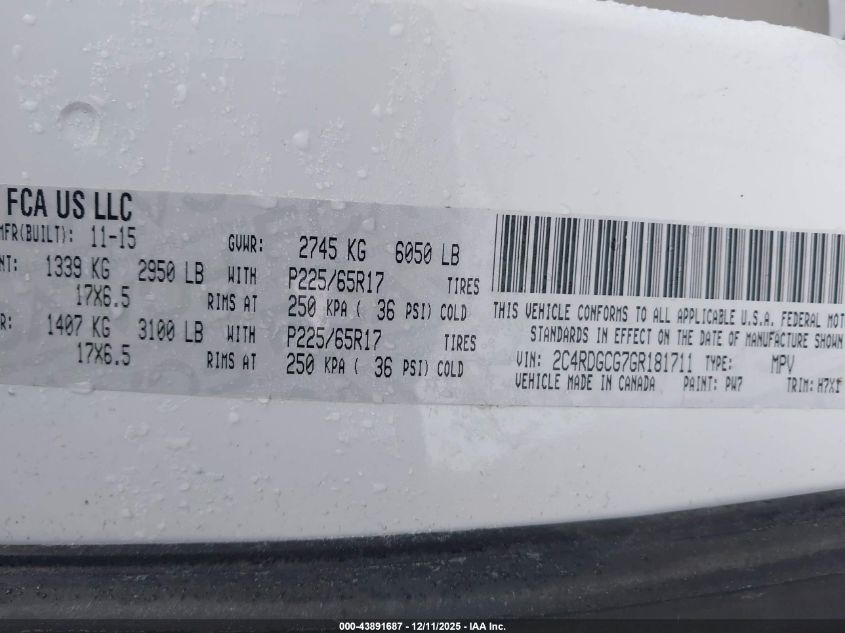 FCA US LLC
MFR(BUILT): 11-15 GVWR: 2745 KG 6050 LB
NT: 1339 KG 2950 LB WITH P225/65R17 TIRES
17X6.5 RIMS AT 250 KPA ( 36 PSI) COLD
R: 1407 KG 3100 LB WITH P225/65R17 TIRES
17X6.5 RIMS AT 250 KPA ( 36 PSI) COLD
THIS VEHICLE CONFORMS TO ALL APPLICABLE U.S.A. FEDERAL MOT
STANDARDS IN EFFECT ON THE DATE OF MANUFACTURE SHOWN
VIN: 2C4RDGCG7GR181711 TYPE: MPV
VEHICLE MADE IN CANADA PAINT: PW7 TRIM: H7X1
000-43891687 - 12/11/2025 - IAA Inc.